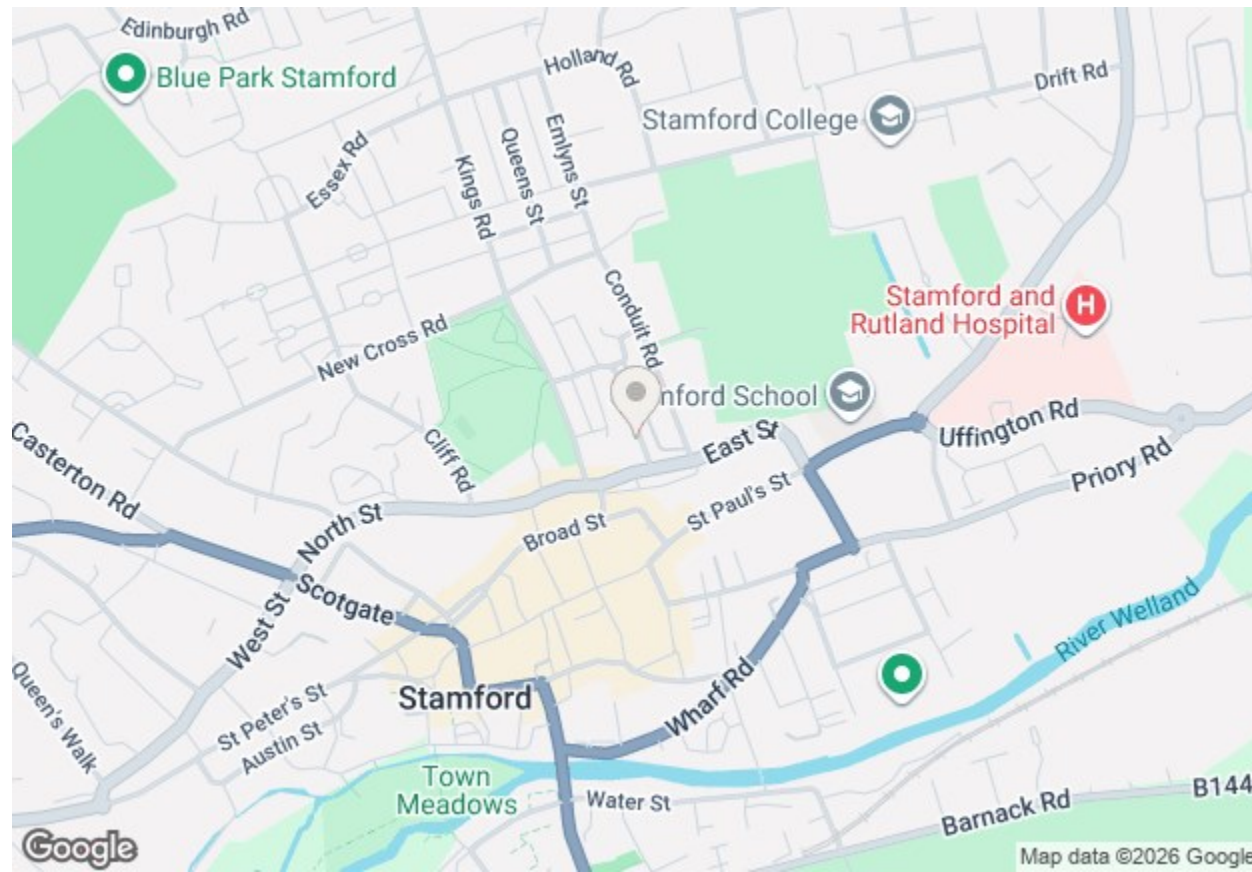 Edinburgh Rd
Blue Park Stamford
Holland Rd
Drift Rd
Stamford College
Essex Rd
Kings Rd
Queens St
Emlyns St
Conduit Rd
Stamford and
Rutland Hospital
New Cross Rd
mford School
Cliff Rd
East St
Uffington Rd
Casterton Rd
North St
Broad St
St Paul's St
Priory Rd
Scotgate
West St
River Welland
Queen's Walk
St Peter's St
Austin St
Stamford
Wharf Rd
Town
Meadows
Water St
Barnack Rd
B144
Google
Map data ©2026 Google